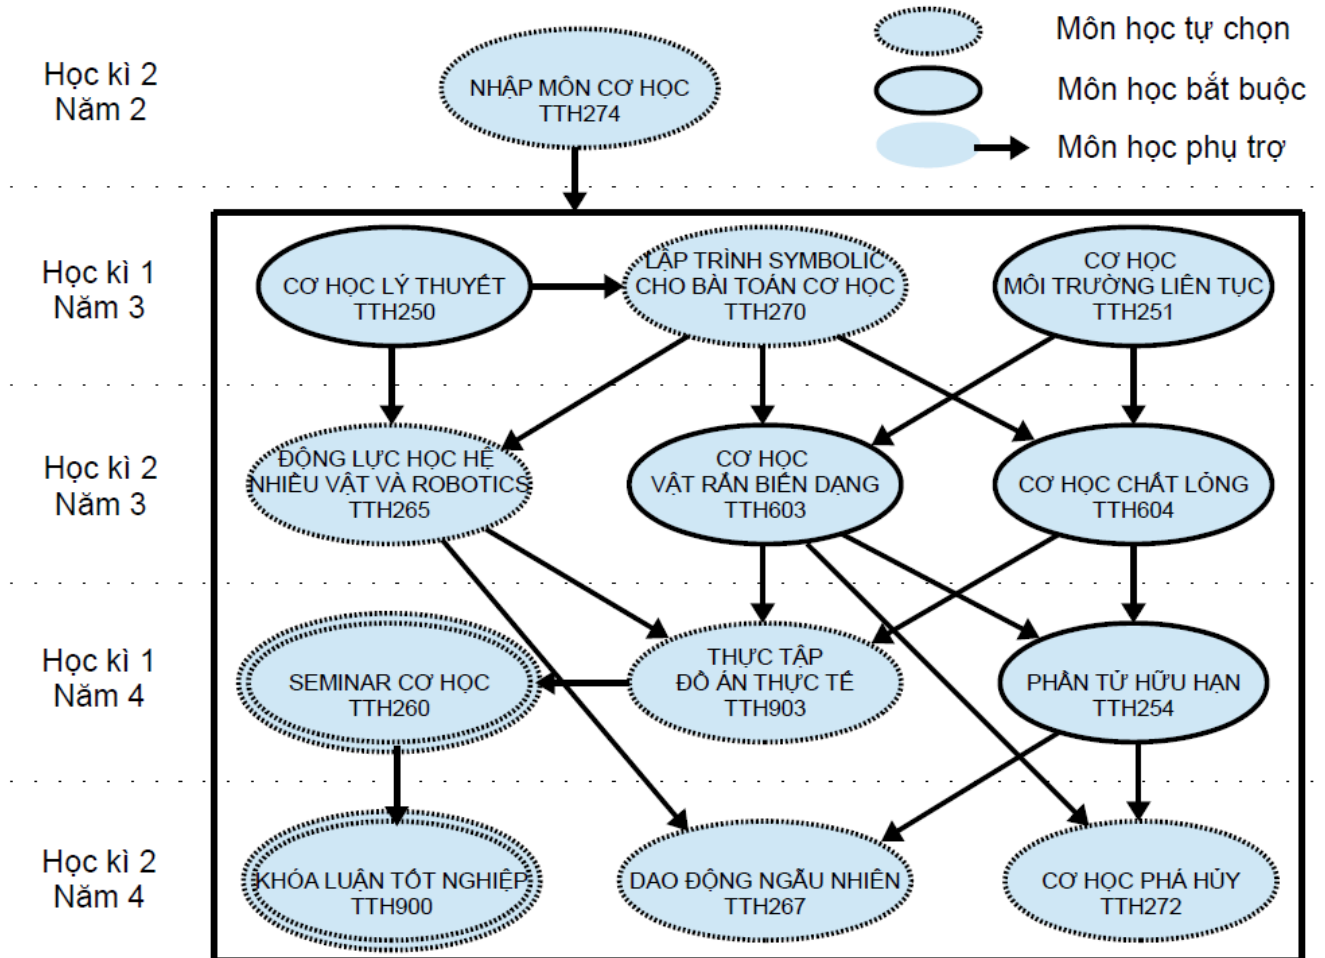 Học kì 2
Năm 2
NHẬP MÔN CƠ HỌC
TTH274
Môn học tự chọn
Môn học bắt buộc
Môn học phụ trợ
Học kì 1
Năm 3
CƠ HỌC LÝ THUYẾT
TTH250
LẬP TRÌNH SYMBOLIC
CHO BÀI TOÁN CƠ HỌC
TTH270
CƠ HỌC
MÔI TRƯỜNG LIÊN TỤC
TTH251
Học kì 2
Năm 3
ĐỘNG LỰC HỌC HỆ
NHIỀU VẬT VÀ ROBOTICS
TTH265
CƠ HỌC
VẬT RẮN BIẾN DẠNG
TTH603
CƠ HỌC CHẤT LỎNG
TTH604
Học kì 1
Năm 4
SEMINAR CƠ HỌC
TTH260
THỰC TẬP
ĐỒ ÁN THỰC TẾ
TTH903
PHẦN TỬ HỮU HẠN
TTH254
Học kì 2
Năm 4
KHÓA LUẬN TỐT NGHIỆP
TTH900
DAO ĐỘNG NGẪU NHIÊN
TTH267
CƠ HỌC PHÁ HỦY
TTH272